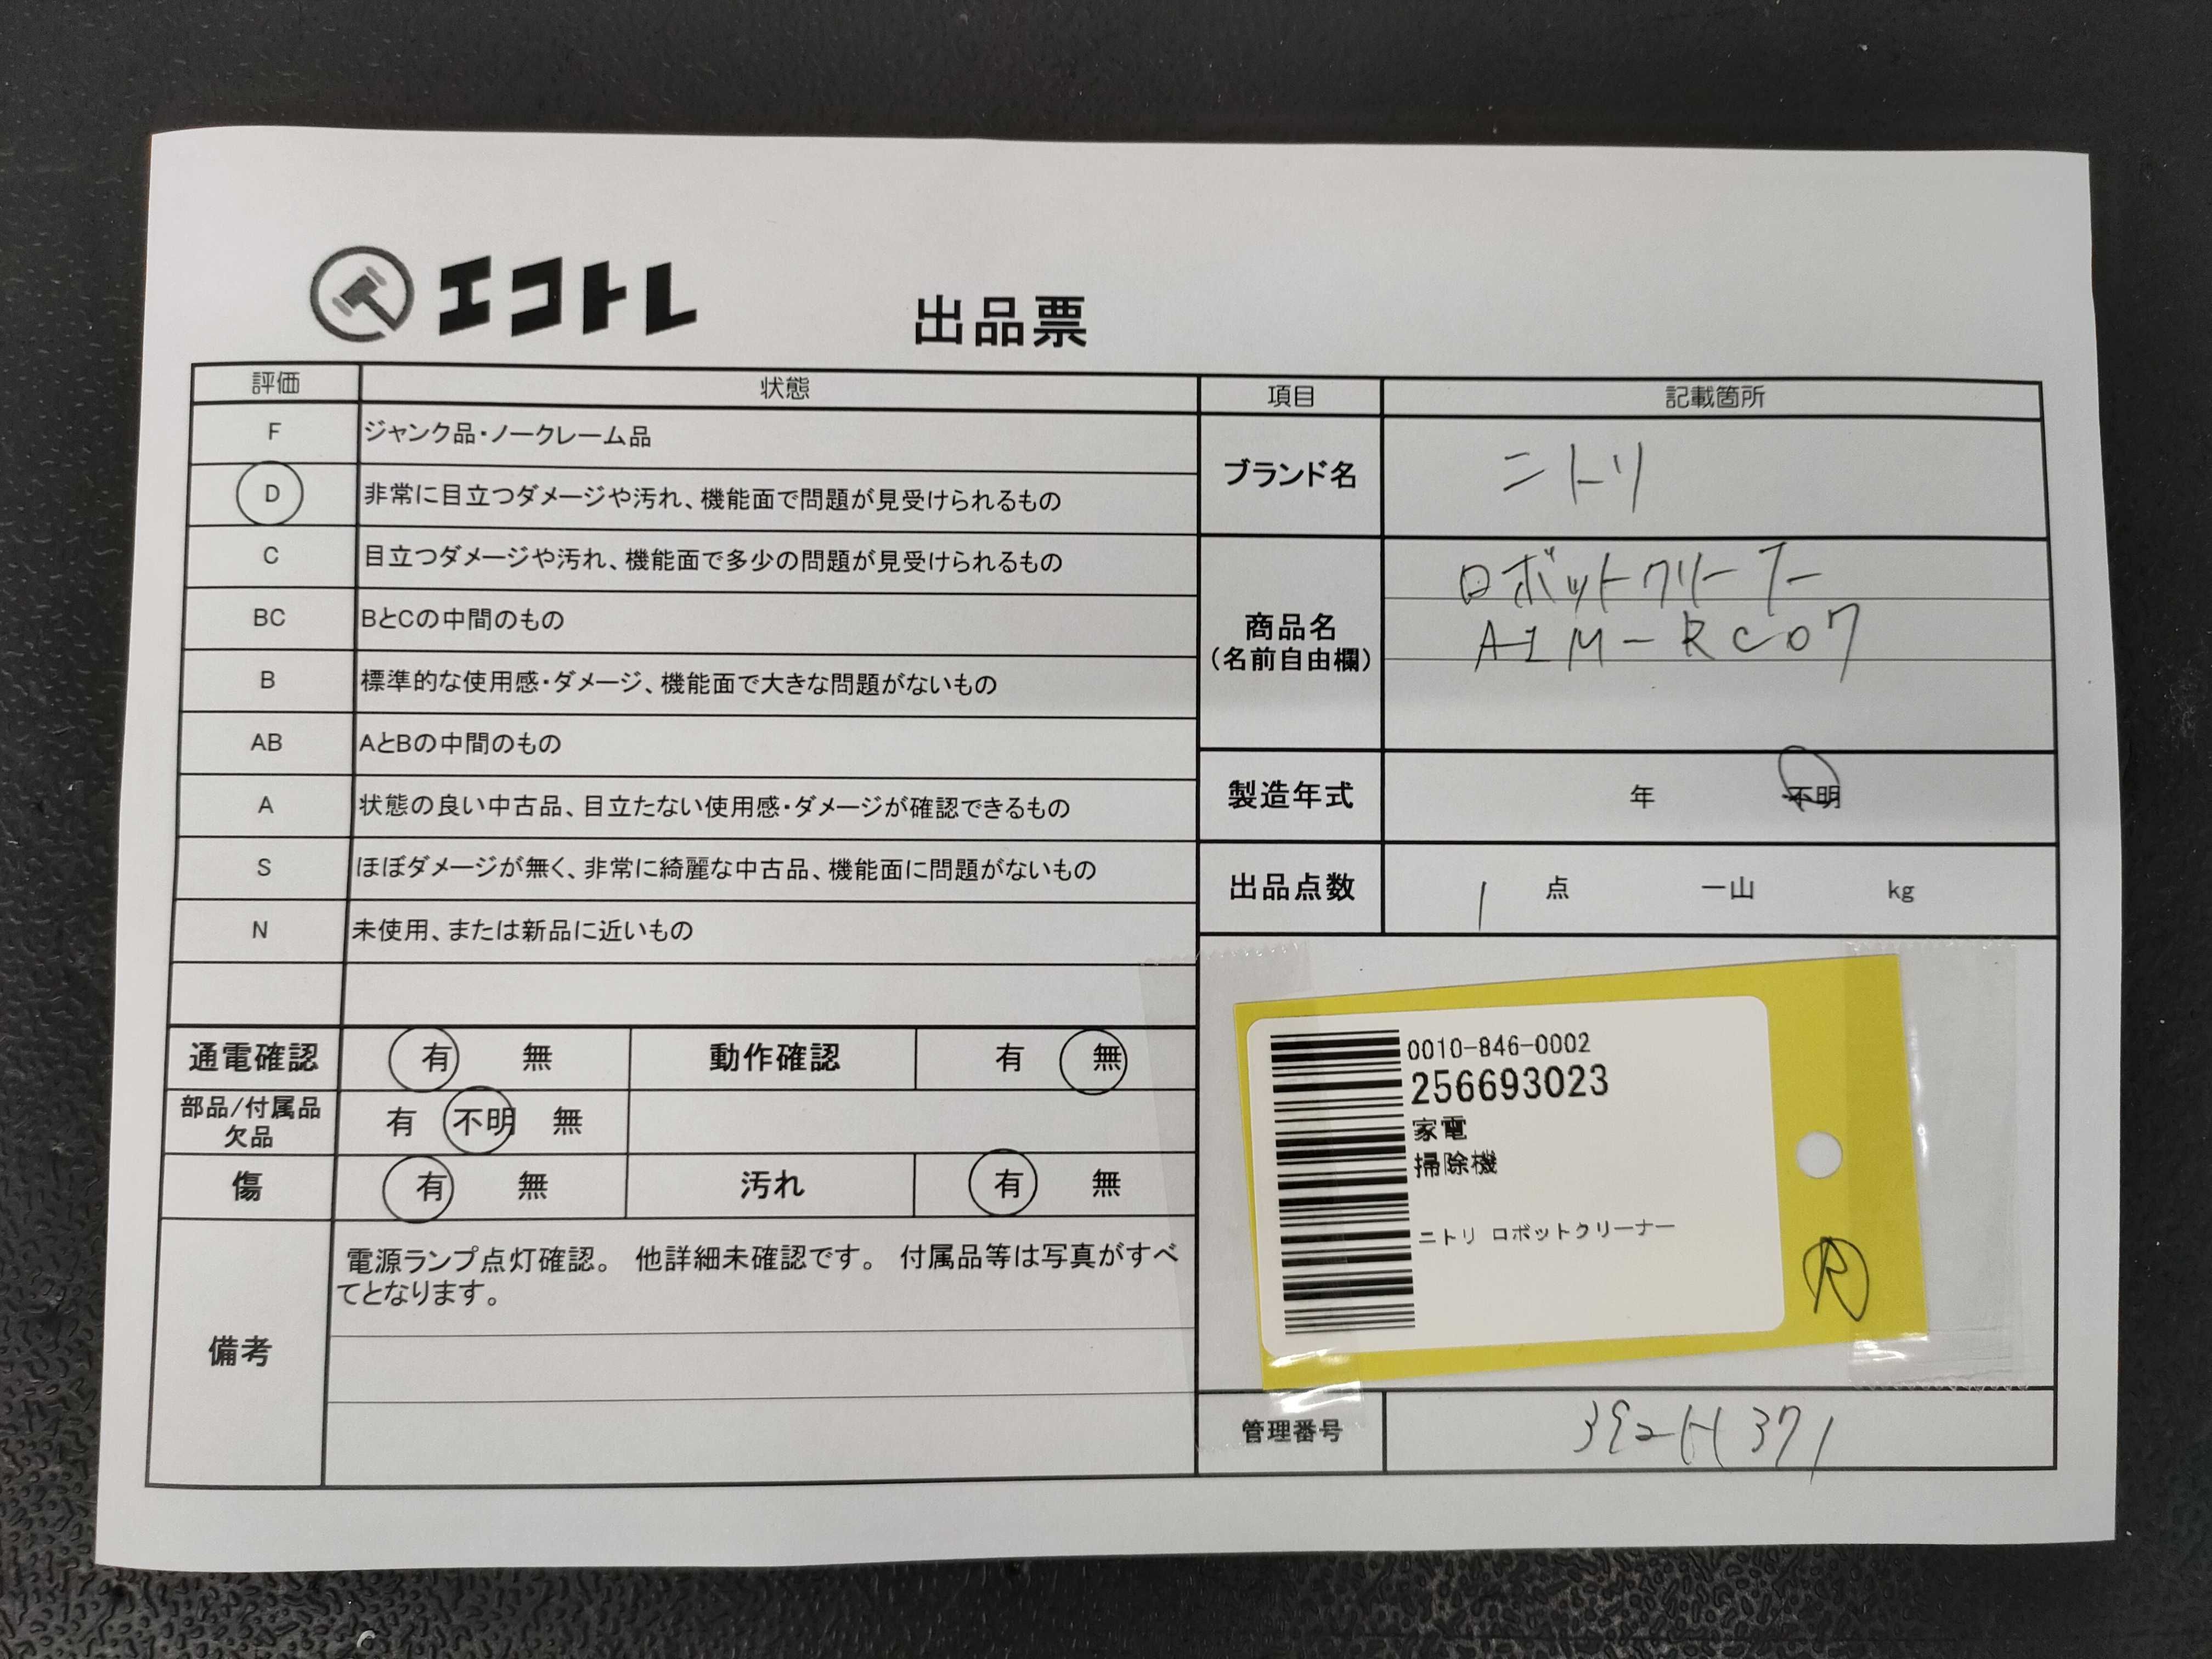 エコトレ
出品票
評価 状態
F ジャンク品・ノークレーム品
D 非常に目立つダメージや汚れ、機能面で問題が見受けられるもの
C 目立つダメージや汚れ、機能面で多少の問題が見受けられるもの
BC BとCの中間のもの
B 標準的な使用感・ダメージ、機能面で大きな問題がないもの
AB AとBの中間のもの
A 状態の良い中古品、目立たない使用感・ダメージが確認できるもの
S ほぼダメージが無く、非常に綺麗な中古品、機能面に問題がないもの
N 未使用、または新品に近いもの
通電確認 有 無 動作確認 有 無
部品/付属品
欠品
有 不明 無
傷 有 無 汚れ 有 無
備考
電源ランプ点灯確認。 他詳細未確認です。 付属品等は写真がすべ
てとなります。
項目 記載箇所
ブランド名 ニトリ
商品名
(名前自由欄)
ロボットクリーナー
AIM-RC07
製造年式 年 不明
出品点数 1 点 一山 kg
0010-846-0002
256693023
家電
掃除機
ニトリ ロボットクリーナー
R
管理番号 392-H371